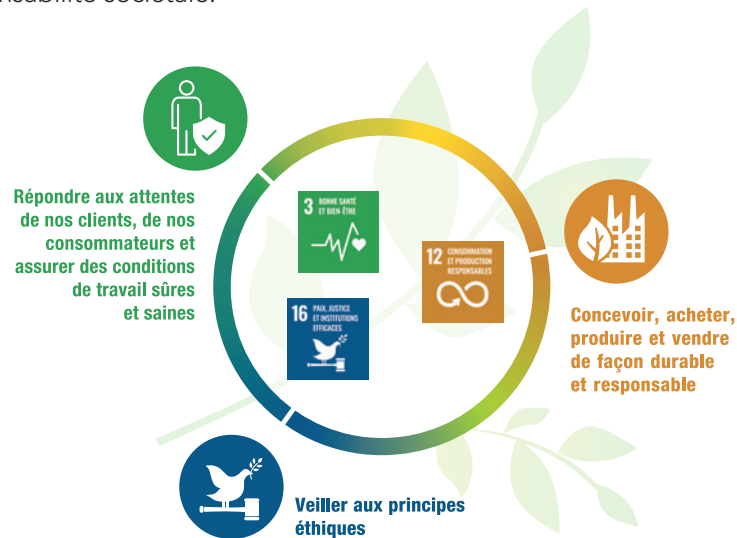 Répondre aux attentes
de nos clients, de nos
consommateurs et
assurer des conditions
de travail sûres
et saines
3 BONNE SANTÉ
ET BIEN-ÊTRE
12 CONSOMMATION
ET PRODUCTION
RESPONSABLES
16 PAIX, JUSTICE
ET INSTITUTIONS
EFFICACES
Concevoir, acheter,
produire et vendre
de façon durable
et responsable
Veiller aux principes
éthiques